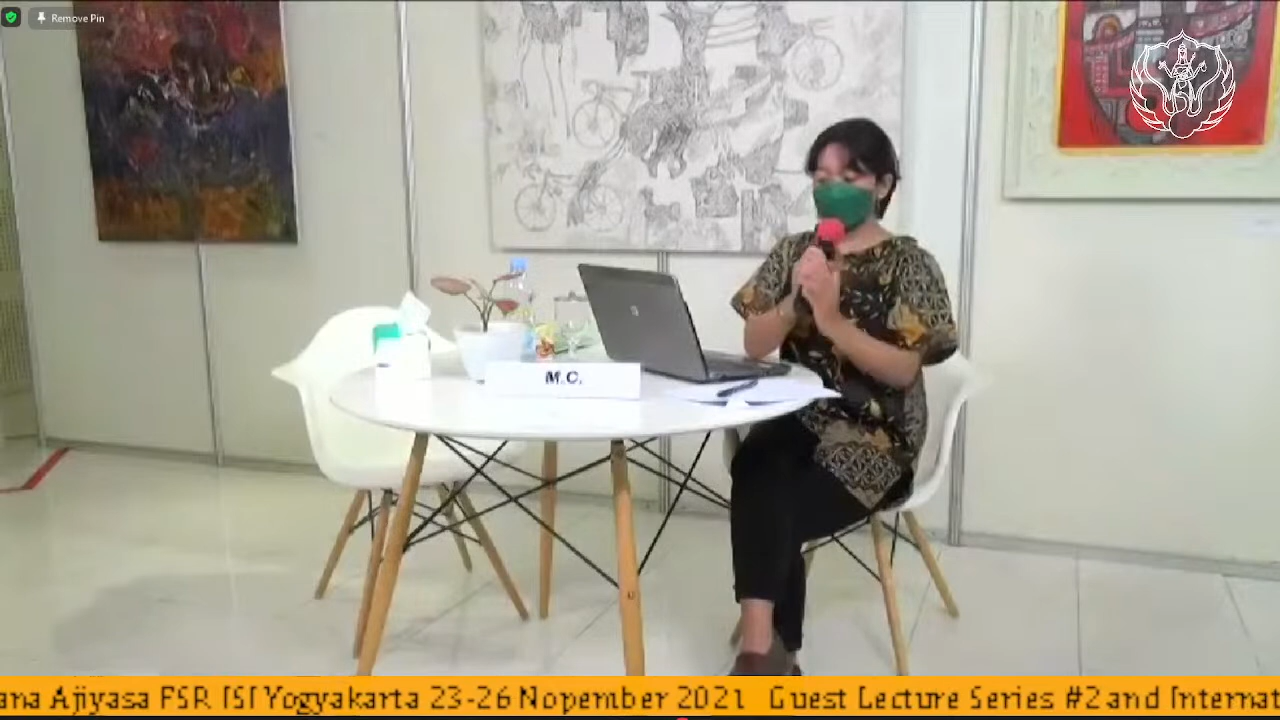 Remove Pin
M.C.
ana Ajiyasa FSR ISI Yogyakarta 23-26 Nopember 2021 Guest Lecture Series #2 and Internat